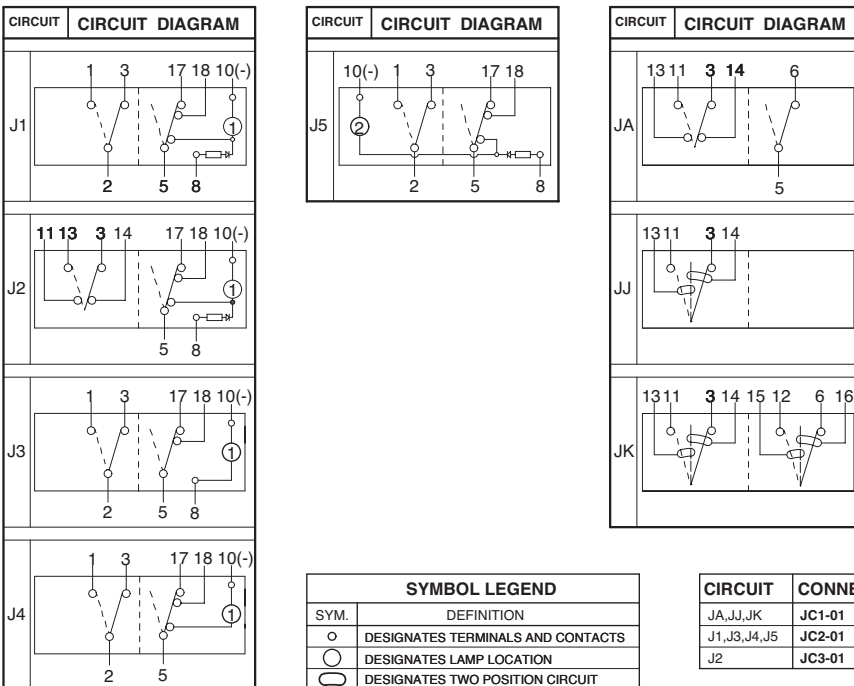 CIRCUIT CIRCUIT DIAGRAM
1 3 17 18 10(-)
J1
1
2 5 8
11 13 3 14 17 18 10(-)
J2
1
5 8
1 3 17 18 10(-)
J3
1
2 5 8
1 3 17 18 10(-)
J4
1
2 5
CIRCUIT CIRCUIT DIAGRAM
10(-) 1 3 17 18
J5
2
2 5 8
CIRCUIT CIRCUIT DIAGRAM
13 11 3 14 6
JA
5
13 11 3 14
JJ
13 11 3 14 15 12 6 16
JK
SYMBOL LEGEND
SYM. DEFINITION
DESIGNATES TERMINALS AND CONTACTS
DESIGNATES LAMP LOCATION
DESIGNATES TWO POSITION CIRCUIT
CIRCUIT CONNE
JA,JJ,JK JC1-01
J1,J3,J4,J5 JC2-01
J2 JC3-01